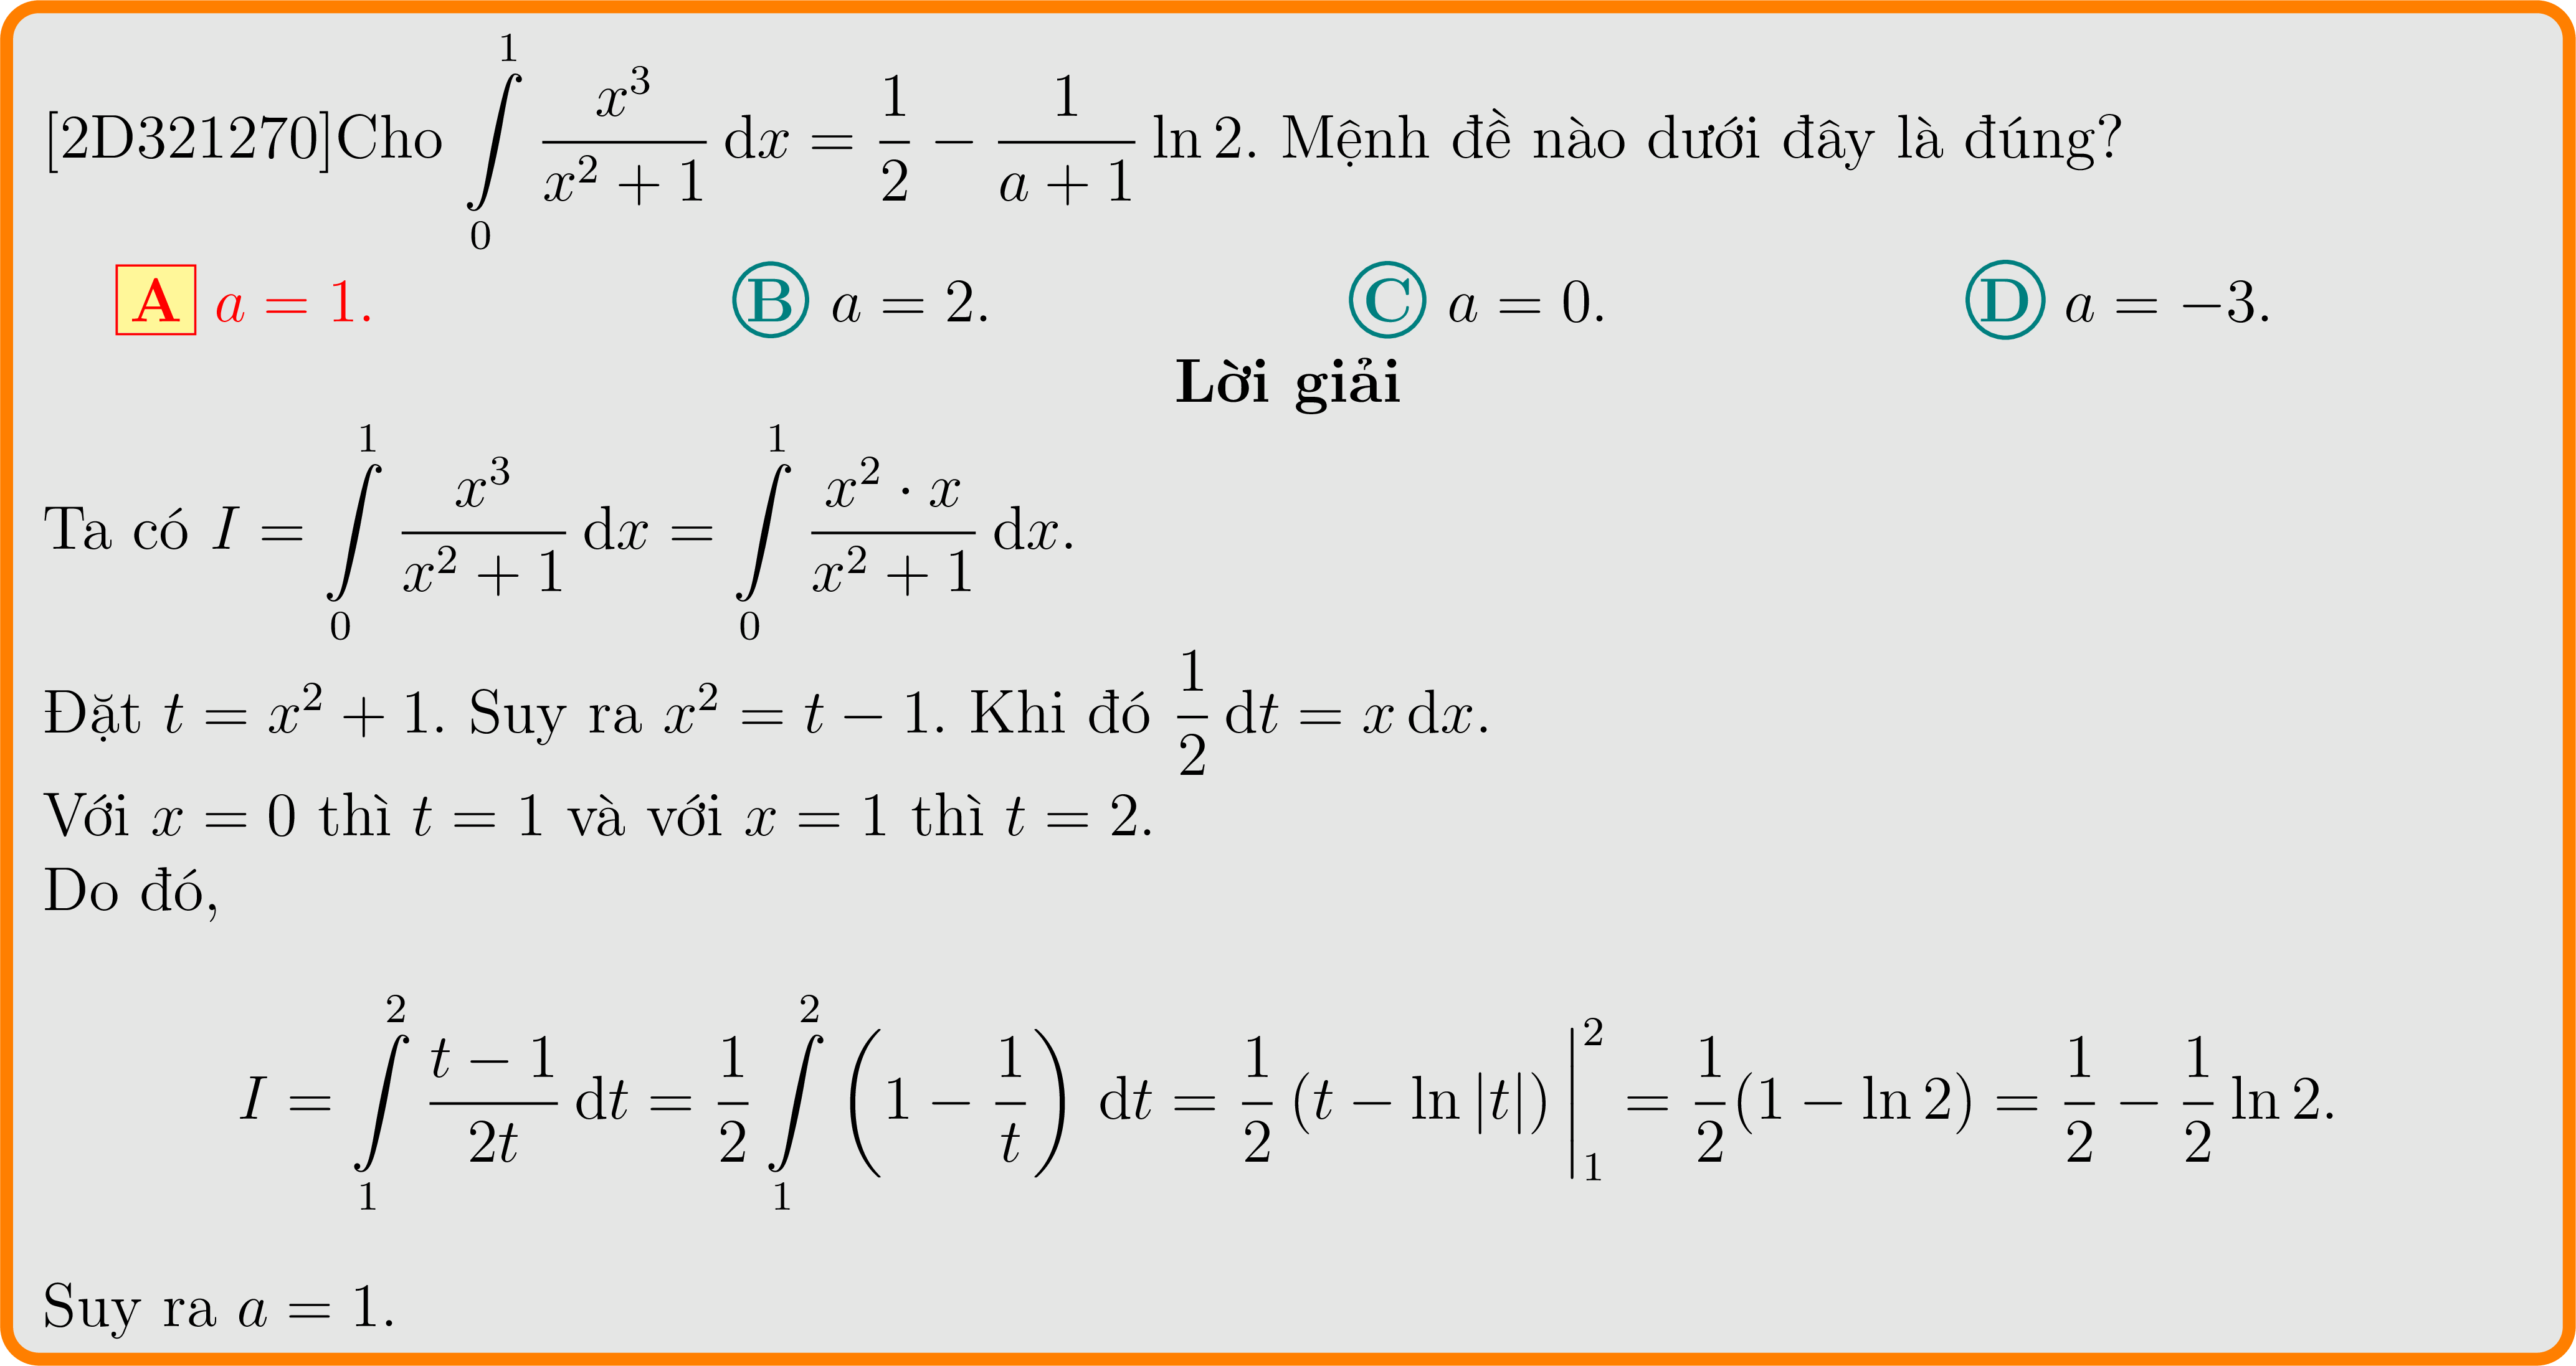 [2D321270]Cho $\int\limits_0^1 \frac{x^3}{x^2+1}\,\mathrm{d}x = \frac{1}{2} - \frac{1}{a+1}\ln 2$. Mệnh đề nào dưới đây là đúng?
A $a = 1$. B $a = 2$. C $a = 0$. D $a = -3$.
Lời giải
Ta có $I = \int\limits_0^1 \frac{x^3}{x^2+1}\,\mathrm{d}x = \int\limits_0^1 \frac{x^2 \cdot x}{x^2+1}\,\mathrm{d}x$.
Đặt $t = x^2 + 1$. Suy ra $x^2 = t - 1$. Khi đó $\frac{1}{2}\,\mathrm{d}t = x\,\mathrm{d}x$.
Với $x = 0$ thì $t = 1$ và với $x = 1$ thì $t = 2$.
Do đó,
$I = \int\limits_1^2 \frac{t-1}{2t}\,\mathrm{d}t = \frac{1}{2}\int\limits_1^2 \left(1 - \frac{1}{t}\right)\,\mathrm{d}t = \frac{1}{2}\left(t - \ln|t|\right)\Big|_1^2 = \frac{1}{2}(1 - \ln 2) = \frac{1}{2} - \frac{1}{2}\ln 2.$
Suy ra $a = 1$.